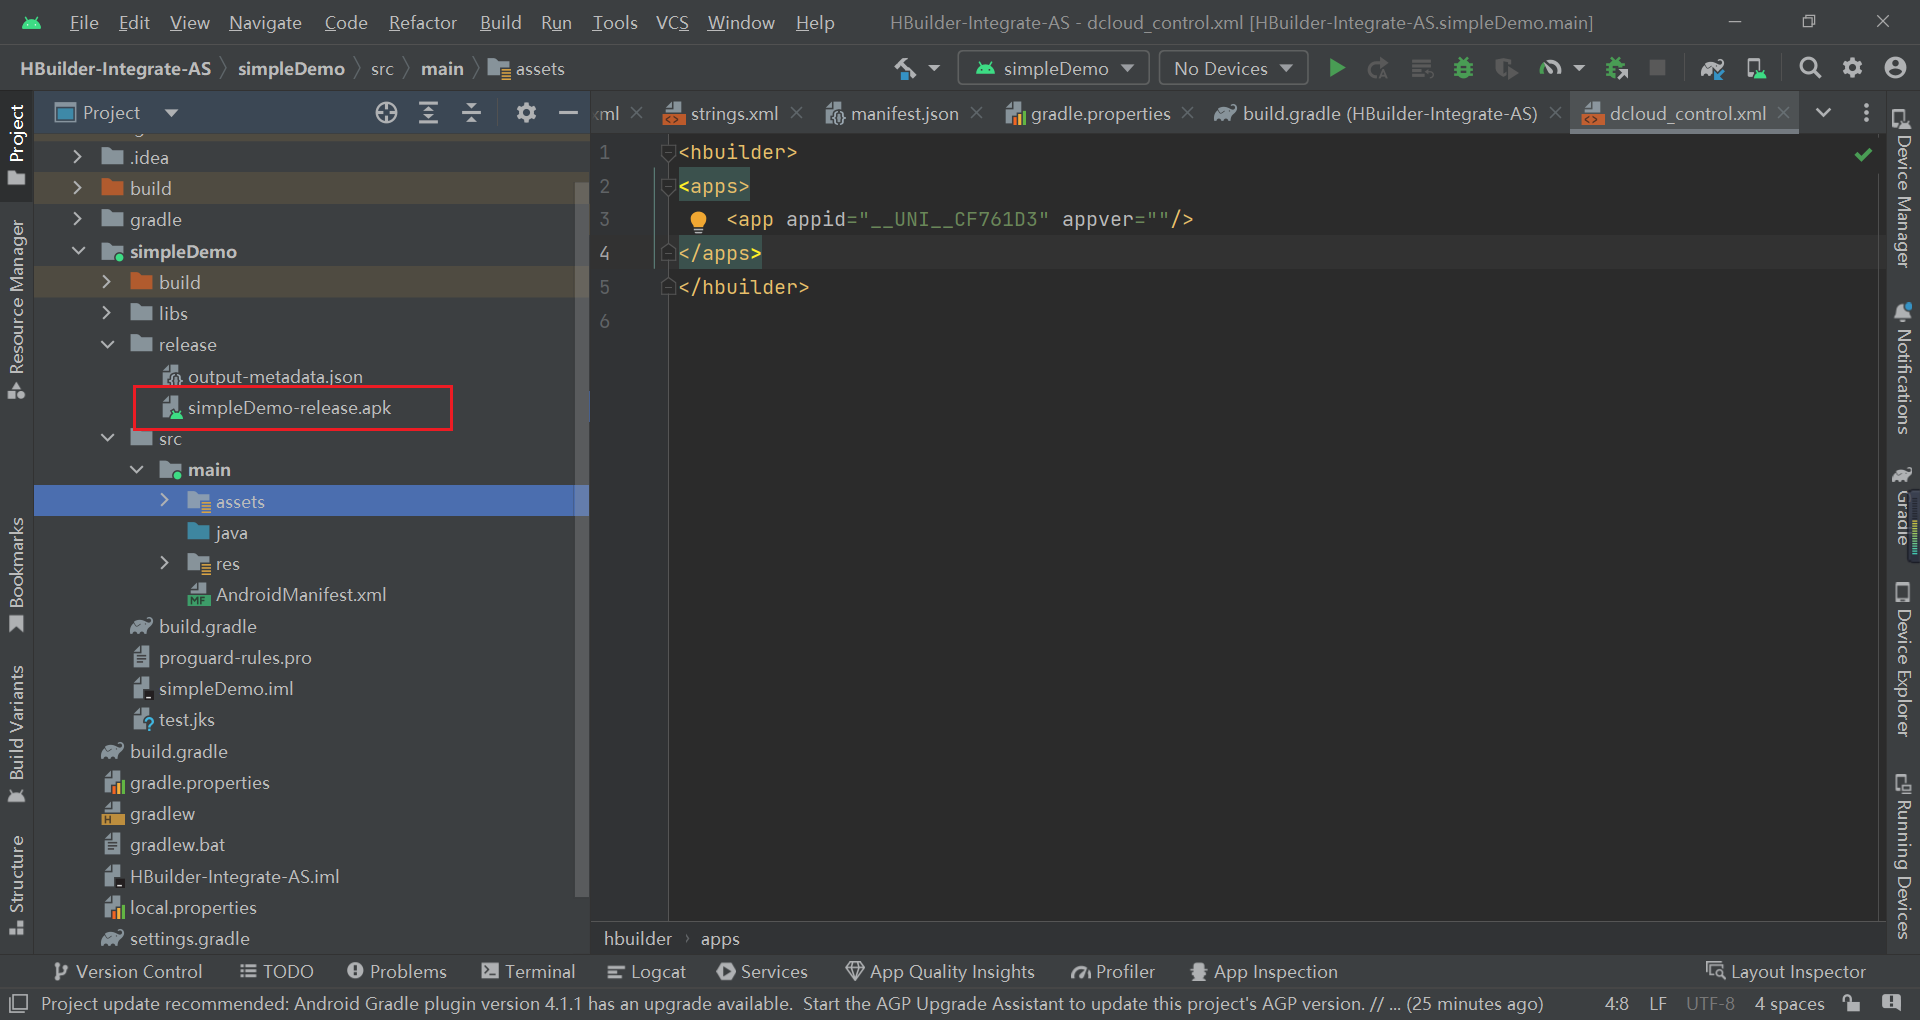 File Edit View Navigate Code Refactor Build Run Tools VCS Window Help HBuilder-Integrate-AS - dcloud_control.xml [HBuilder-Integrate-AS.simpleDemo.main]
HBuilder-Integrate-AS simpleDemo src main assets simpleDemo No Devices
Project
xml strings.xml manifest.json gradle.properties build.gradle (HBuilder-Integrate-AS) dcloud_control.xml
.idea
build
gradle
simpleDemo
build
libs
release
output-metadata.json
simpleDemo-release.apk
src
main
assets
java
res
AndroidManifest.xml
build.gradle
proguard-rules.pro
simpleDemo.iml
test.jks
build.gradle
gradle.properties
gradlew
gradlew.bat
HBuilder-Integrate-AS.iml
local.properties
settings.gradle
1 <hbuilder>
2 <apps>
3 <app appid="__UNI__CF761D3" appver=""/>
4 </apps>
5 </hbuilder>
6
hbuilder › apps
Project
Resource Manager
Bookmarks
Build Variants
Structure
Device Manager
Notifications
Gradle
Device Explorer
Running Devices
Version Control TODO Problems Terminal Logcat Services App Quality Insights Profiler App Inspection Layout Inspector
Project update recommended: Android Gradle plugin version 4.1.1 has an upgrade available. Start the AGP Upgrade Assistant to update this project's AGP version. // ... (25 minutes ago) 4:8 LF UTF-8 4 spaces